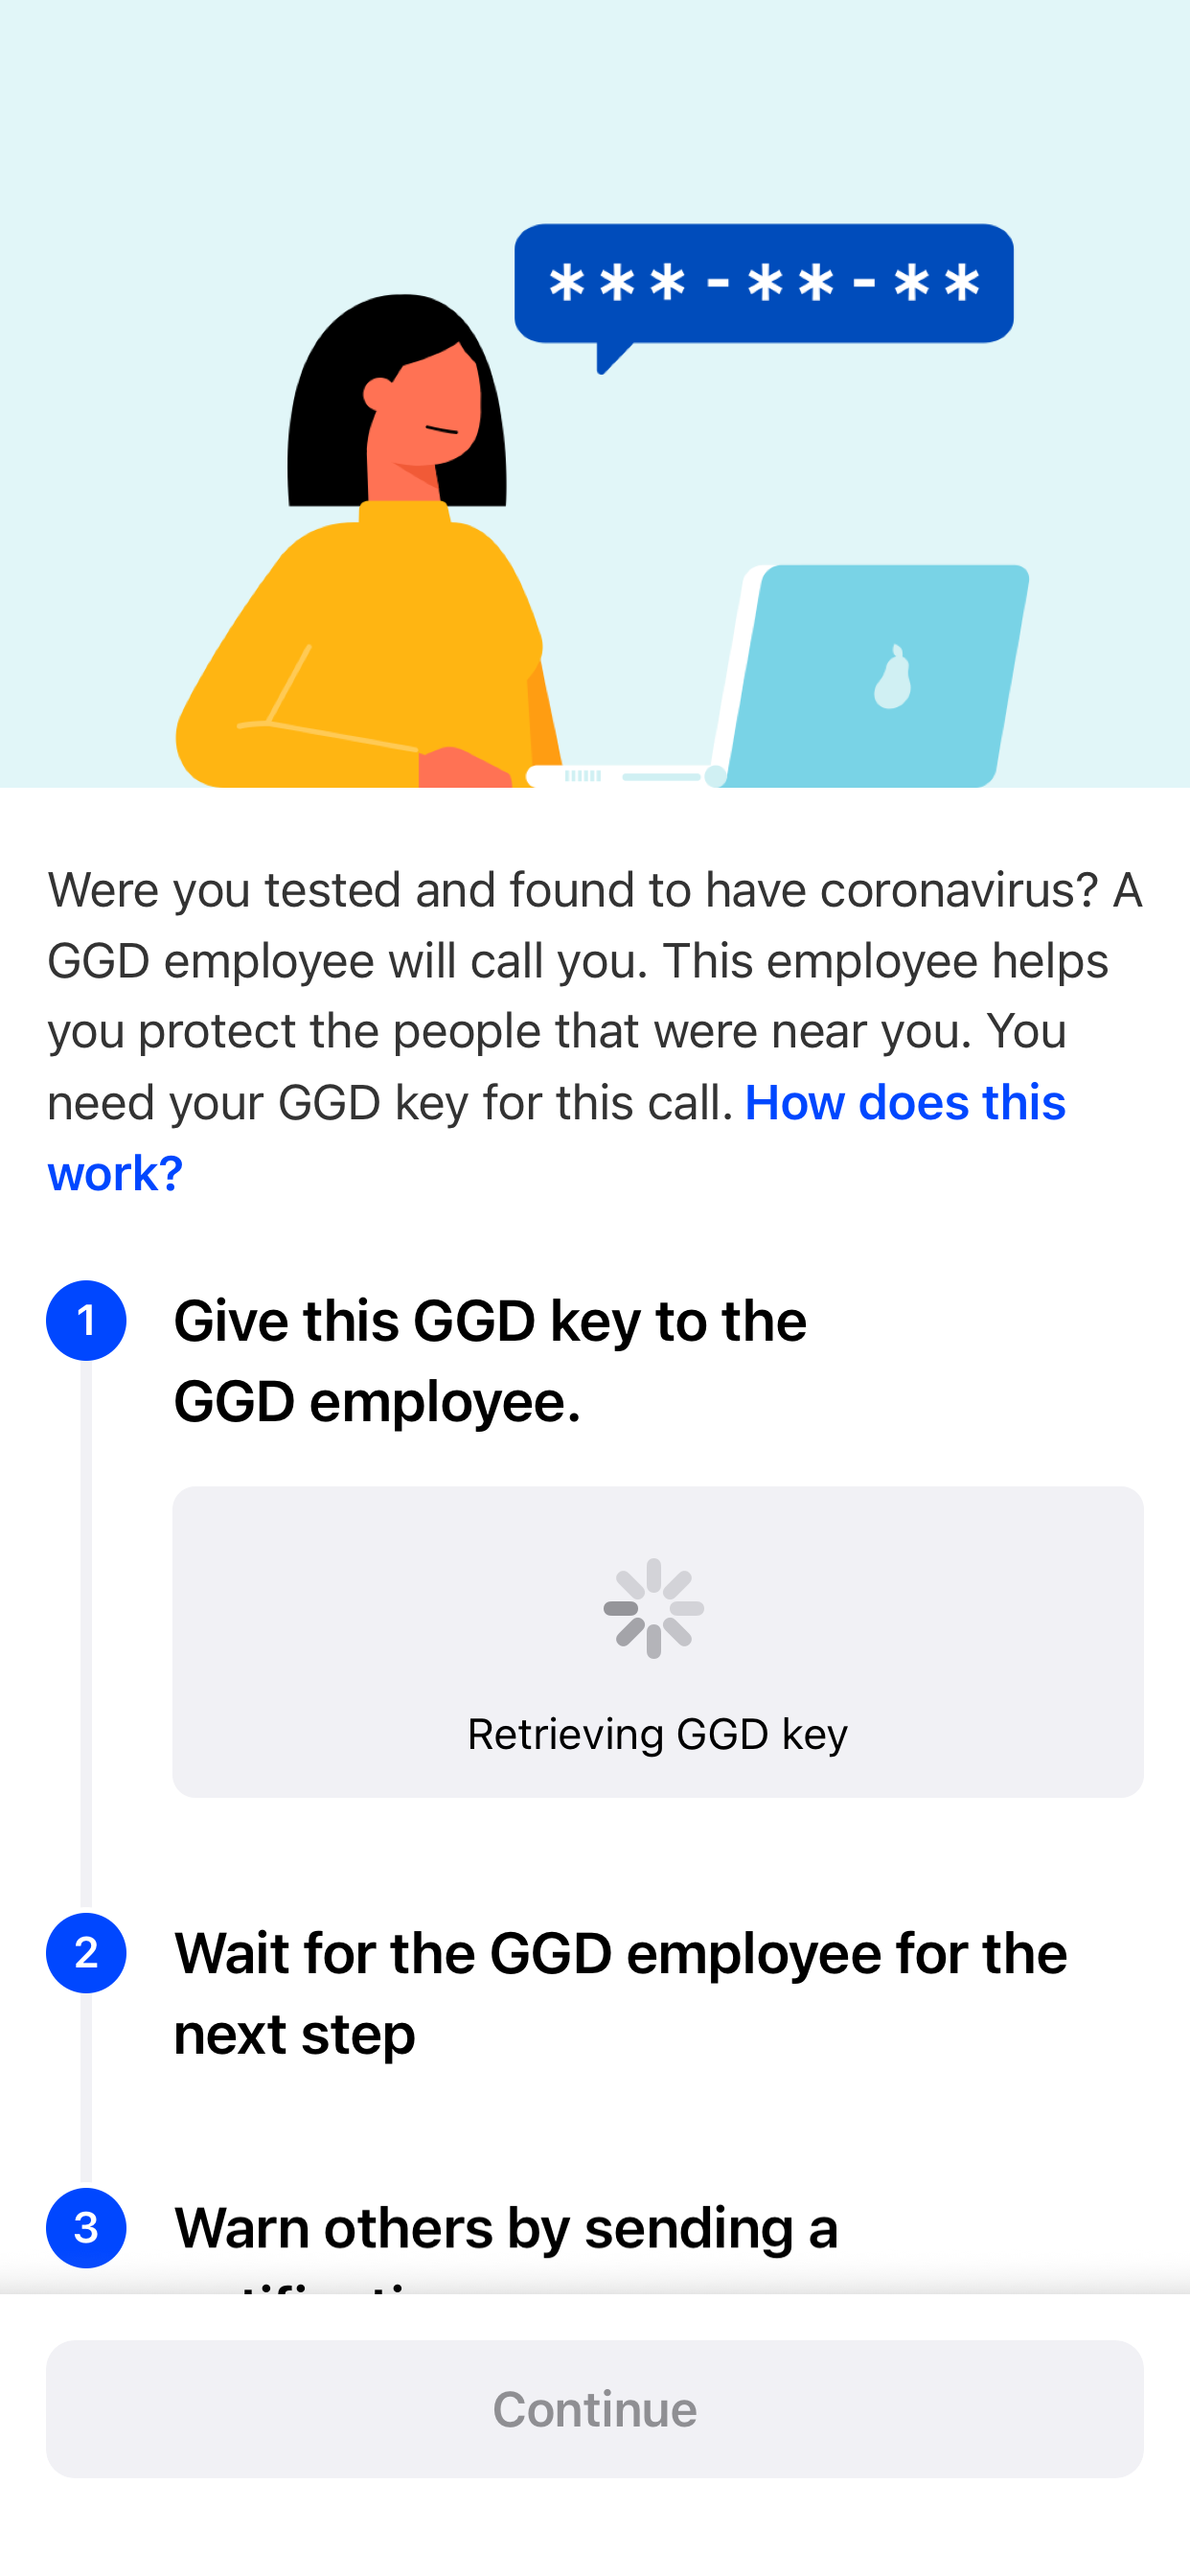 ***-**-**
Were you tested and found to have coronavirus? A
GGD employee will call you. This employee helps
you protect the people that were near you. You
need your GGD key for this call. How does this
work?
1
Give this GGD key to the
GGD employee.
Retrieving GGD key
2
Wait for the GGD employee for the
next step
3
Warn others by sending a
Continue